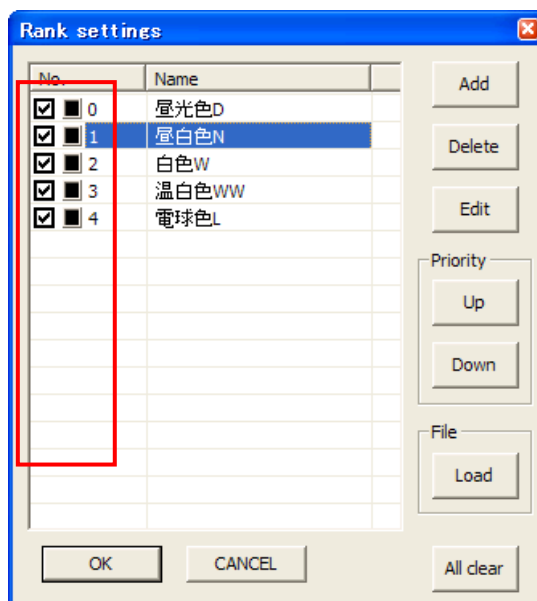 Rank settings
No. Name
0 昼光色D
1 昼白色N
2 白色W
3 温白色WW
4 電球色L
Add
Delete
Edit
Priority
Up
Down
File
Load
OK CANCEL All clear